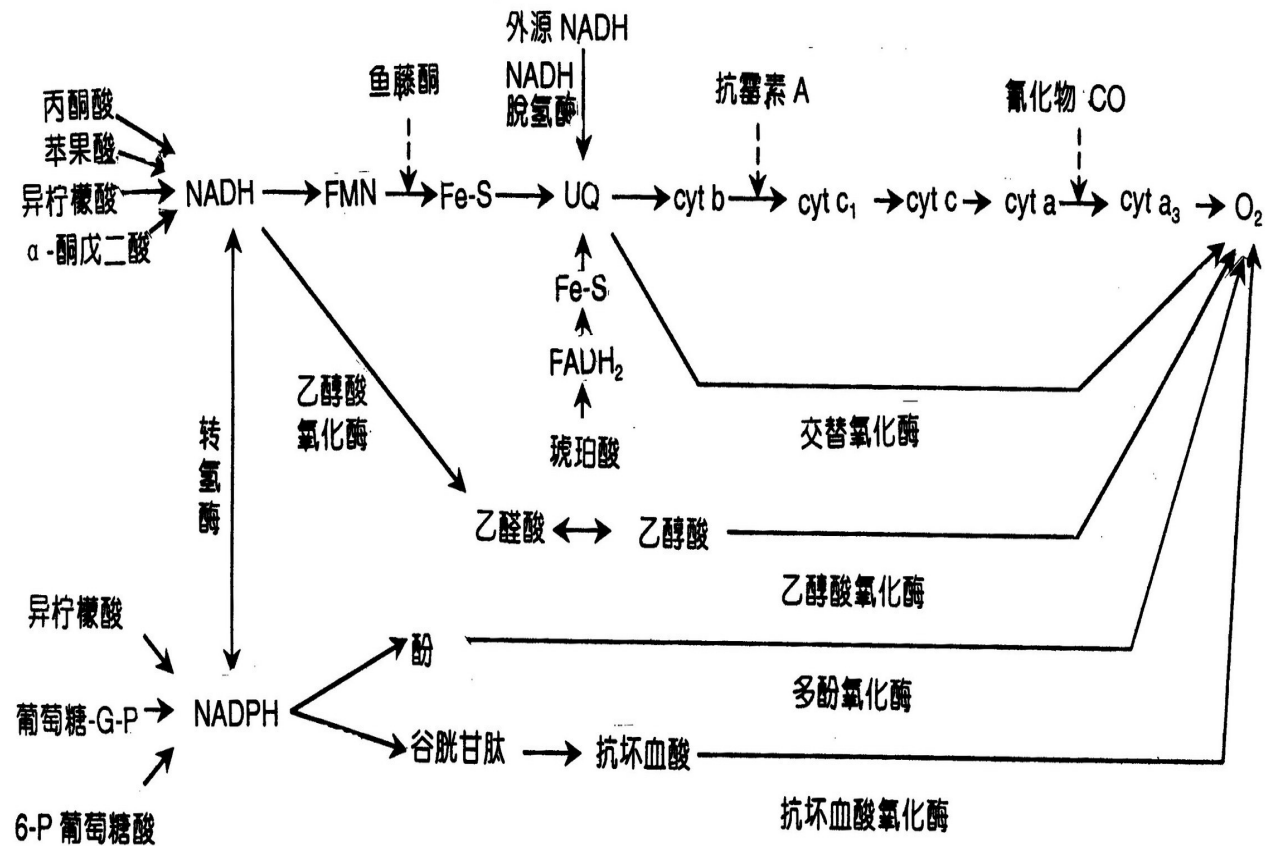 外源 NADH
鱼藤酮
NADH
脱氢酶
抗霉素 A
氰化物 CO
丙酮酸
苯果酸
异柠檬酸
α-酮戊二酸
NADH
FMN
Fe-S
UQ
cyt b
cyt c₁
cyt c
cyt a
cyt a₃
O₂
Fe-S
FADH₂
琥珀酸
乙醇酸
氧化酶
转
氢
酶
交替氧化酶
乙醛酸
乙醇酸
乙醇酸氧化酶
异柠檬酸
酚
多酚氧化酶
葡萄糖-G-P
NADPH
谷胱甘肽
抗坏血酸
抗坏血酸氧化酶
6-P 葡萄糖酸